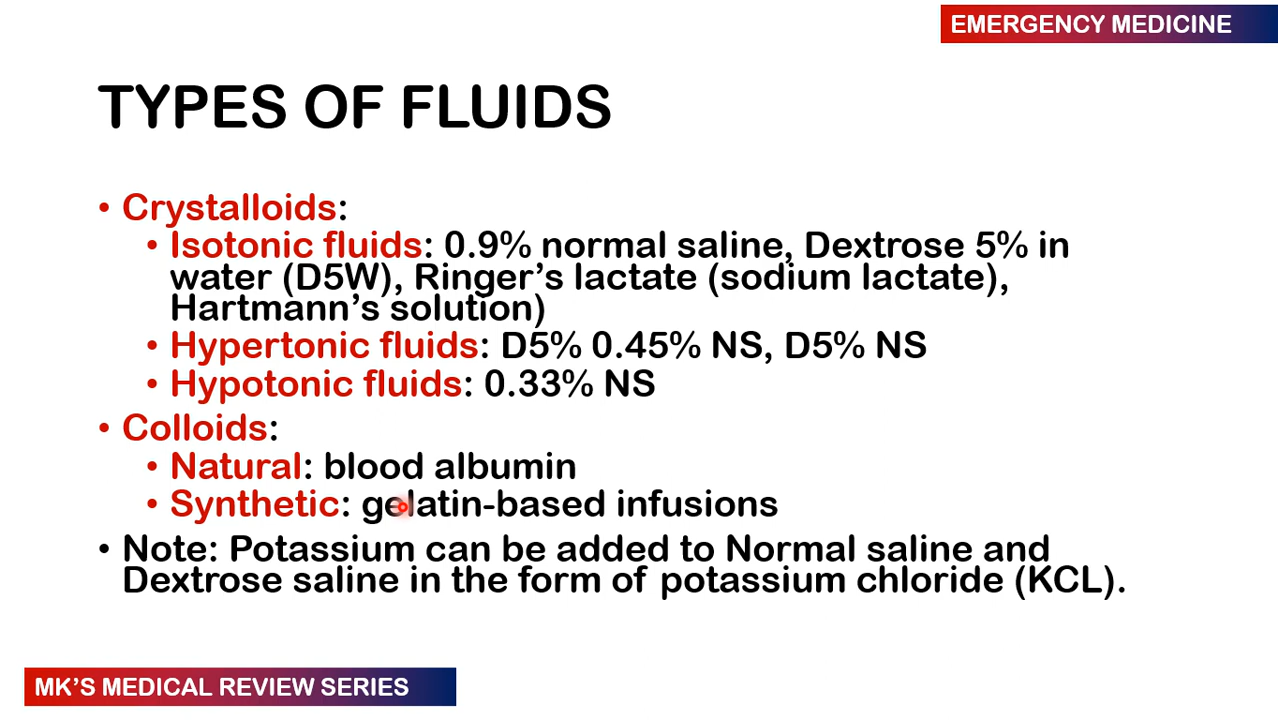 EMERGENCY MEDICINE
TYPES OF FLUIDS
• Crystalloids:
• Isotonic fluids: 0.9% normal saline, Dextrose 5% in
water (D5W), Ringer’s lactate (sodium lactate),
Hartmann’s solution)
• Hypertonic fluids: D5% 0.45% NS, D5% NS
• Hypotonic fluids: 0.33% NS
• Colloids:
• Natural: blood albumin
• Synthetic: gelatin-based infusions
• Note: Potassium can be added to Normal saline and
Dextrose saline in the form of potassium chloride (KCL).
MK’S MEDICAL REVIEW SERIES